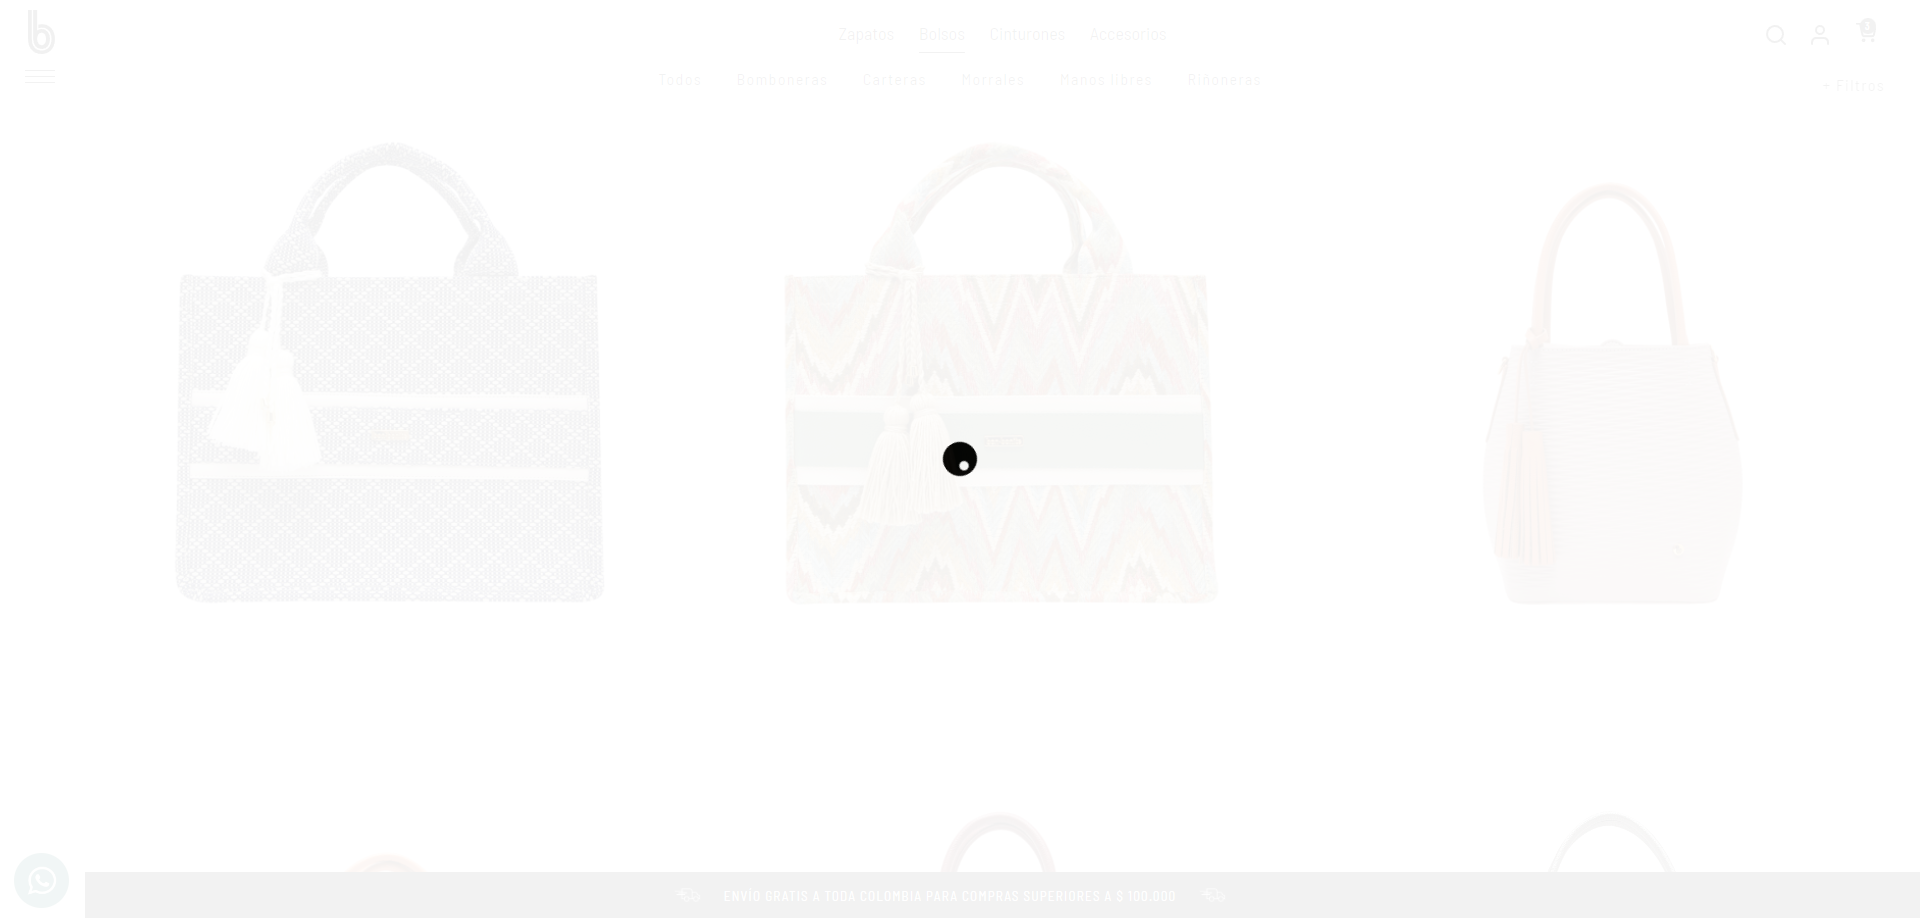 b
Zapatos Bolsos Cinturones Accesorios
Todos Bomboneras Carteras Morrales Manos libres Riñoneras
+ Filtros
ENVÍO GRATIS A TODA COLOMBIA PARA COMPRAS SUPERIORES A $ 100.000